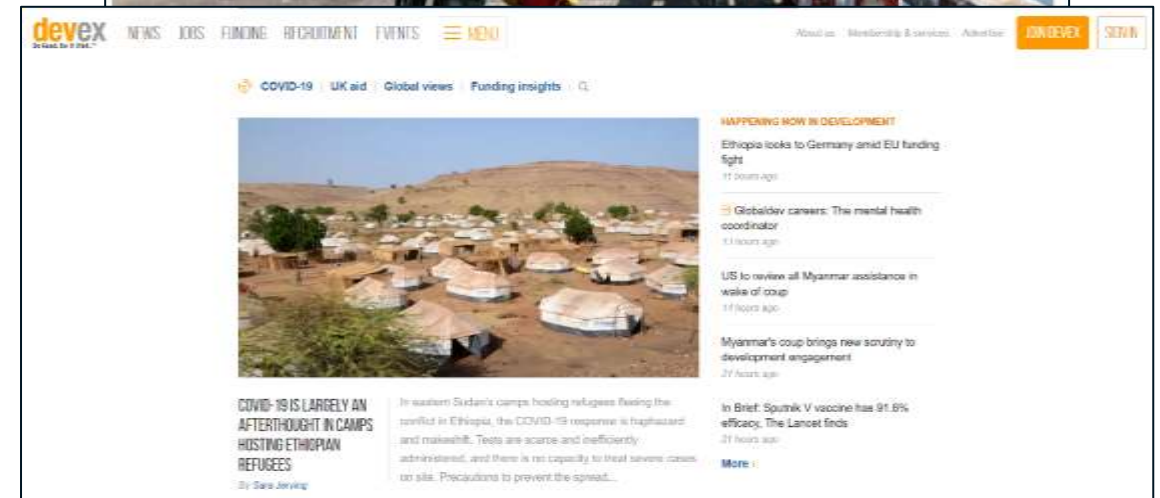 devex
Do Good. Do It Well.™
NEWS JOBS FUNDING RECRUITMENT EVENTS MENU
About us Membership & services Advertise JOIN DEVEX SIGN IN
COVID-19 UK aid Global views Funding insights
HAPPENING NOW IN DEVELOPMENT
Ethiopia looks to Germany amid EU funding
fight
11 hours ago
Globaldev careers: The mental health
coordinator
13 hours ago
US to review all Myanmar assistance in
wake of coup
14 hours ago
Myanmar's coup brings new scrutiny to
development engagement
21 hours ago
In Brief: Sputnik V vaccine has 91.6%
efficacy, The Lancet finds
21 hours ago
More
COVID-19 IS LARGELY AN
AFTERTHOUGHT IN CAMPS
HOSTING ETHIOPIAN
REFUGEES
By Sara Jerving
In eastern Sudan's camps hosting refugees fleeing the
conflict in Ethiopia, the COVID-19 response is haphazard
and makeshift. Tests are scarce and inefficiently
administered, and there is no capacity to treat severe cases
on site. Precautions to prevent the spread...